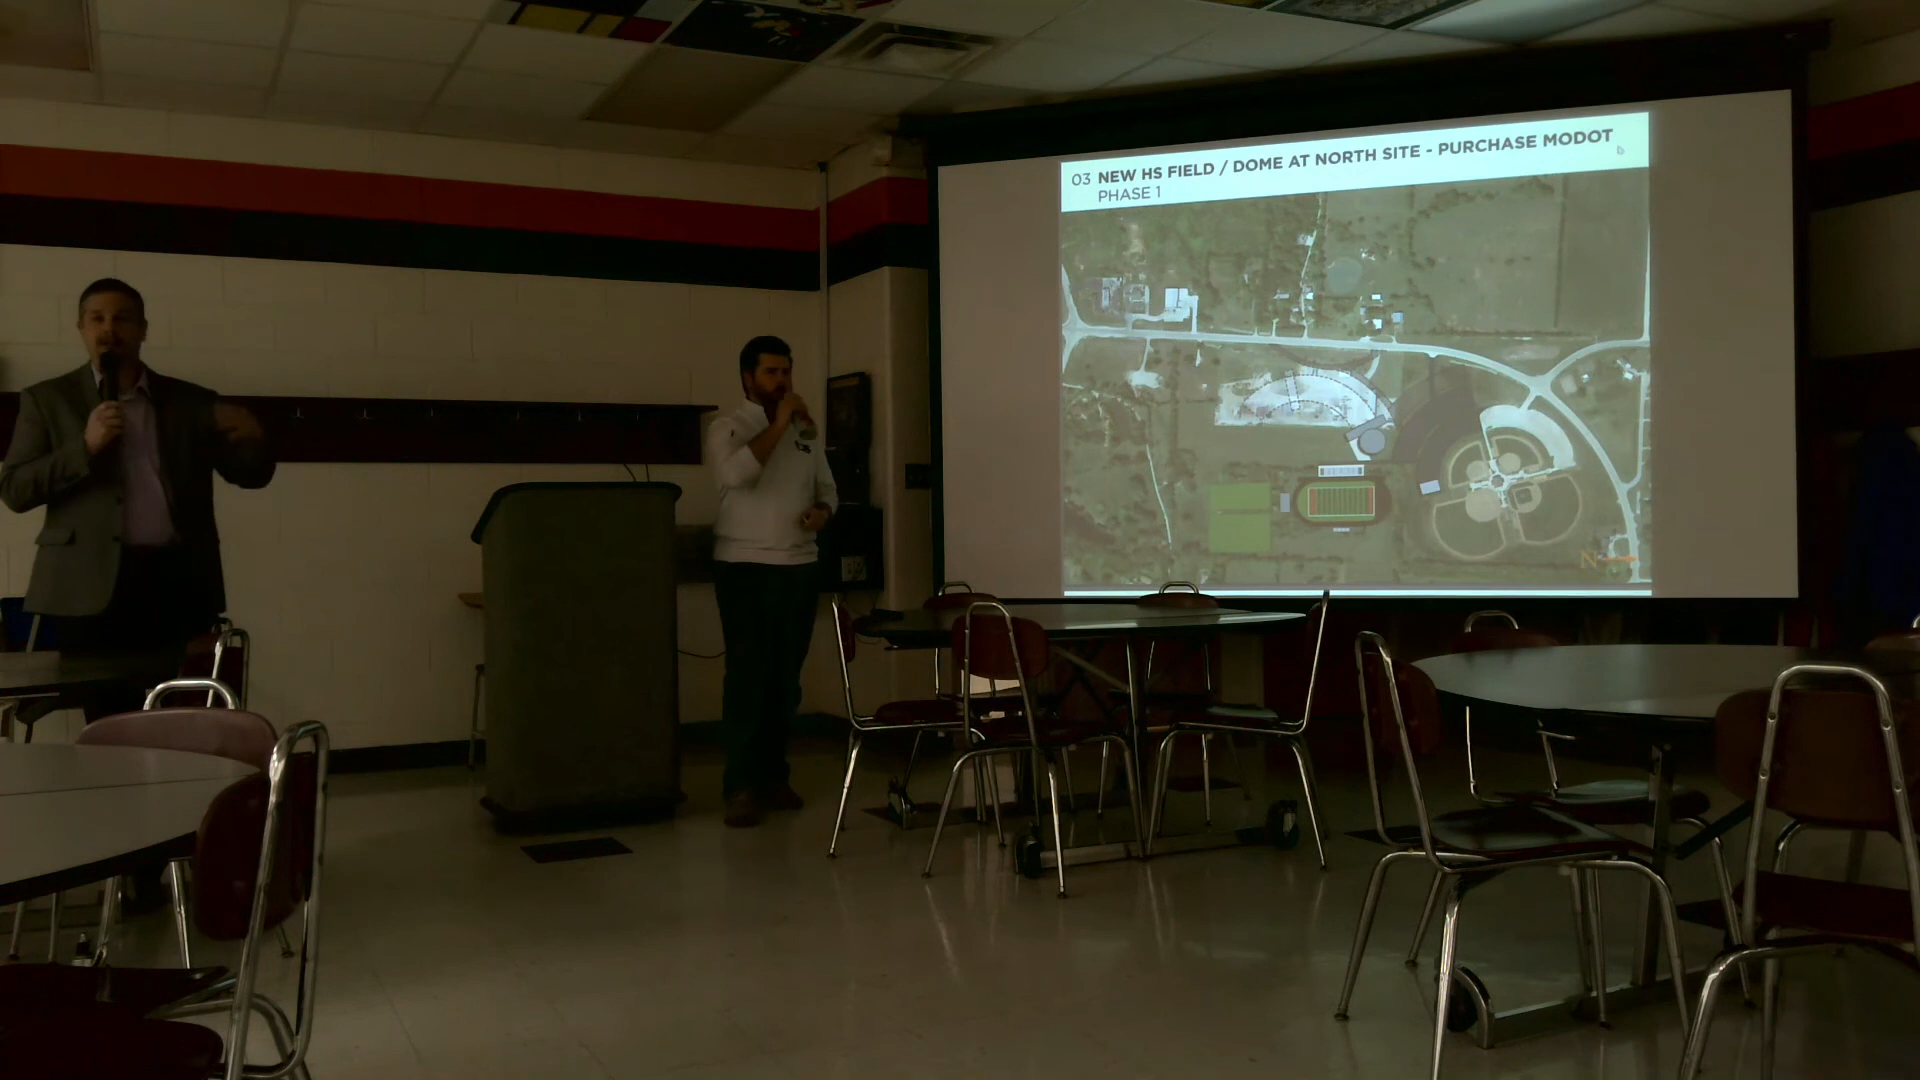 03 NEW HS FIELD / DOME AT NORTH SITE - PURCHASE MODOT
PHASE 1
N